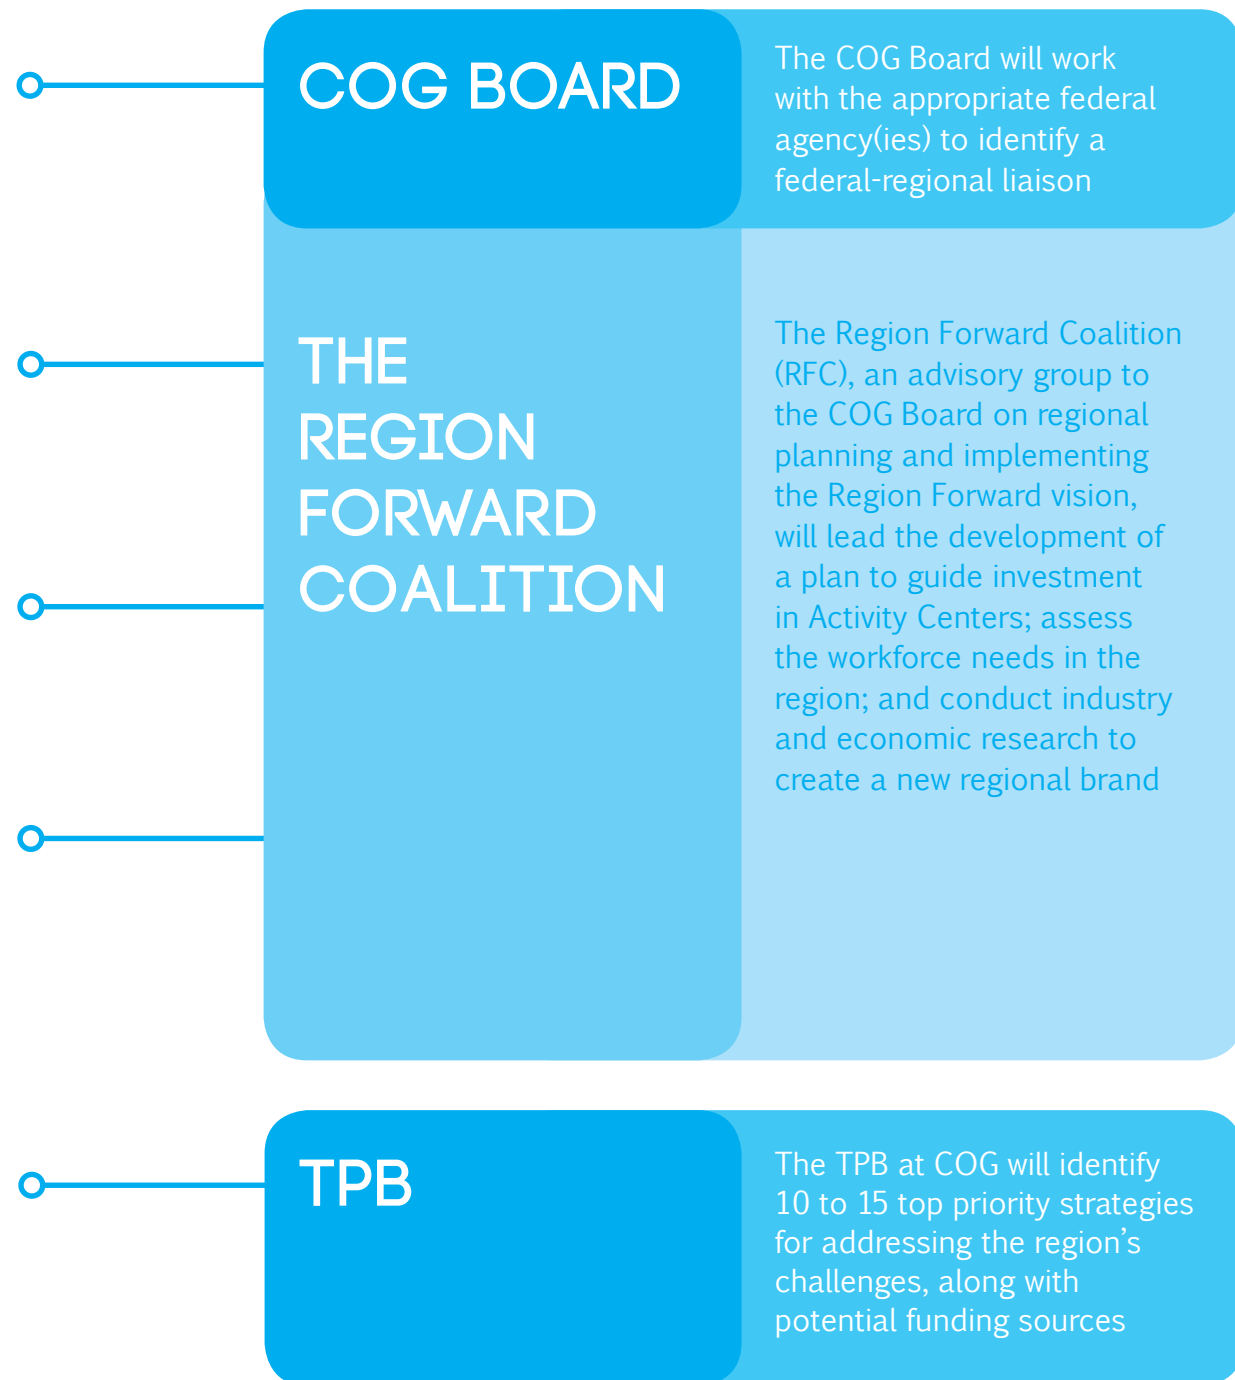 COG BOARD
The COG Board will work
with the appropriate federal
agency(ies) to identify a
federal-regional liaison
THE
REGION
FORWARD
COALITION
The Region Forward Coalition
(RFC), an advisory group to
the COG Board on regional
planning and implementing
the Region Forward vision,
will lead the development of
a plan to guide investment
in Activity Centers; assess
the workforce needs in the
region; and conduct industry
and economic research to
create a new regional brand
TPB
The TPB at COG will identify
10 to 15 top priority strategies
for addressing the region’s
challenges, along with
potential funding sources